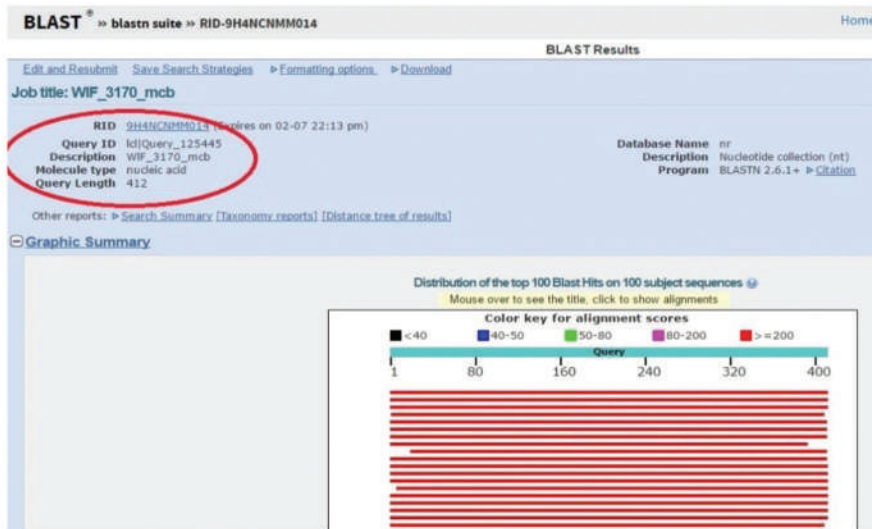 BLAST ® » blastn suite » RID-9H4NCNMM014 Home
BLAST Results
Edit and Resubmit Save Search Strategies ▶Formatting options ▶Download
Job title: WIF_3170_mcb
RID 9H4NCNMM014 (Expires on 02-07 22:13 pm)
Query ID lcl|Query_125445
Description WIF_3170_mcb
Molecule type nucleic acid
Query Length 412
Database Name nr
Description Nucleotide collection (nt)
Program BLASTN 2.6.1+ ▶Citation
Other reports: ▶Search Summary [Taxonomy reports] [Distance tree of results]
Graphic Summary
Distribution of the top 100 Blast Hits on 100 subject sequences
Mouse over to see the title, click to show alignments
Color key for alignment scores
<40 40-50 50-80 80-200 >=200
Query
1 80 160 240 320 400